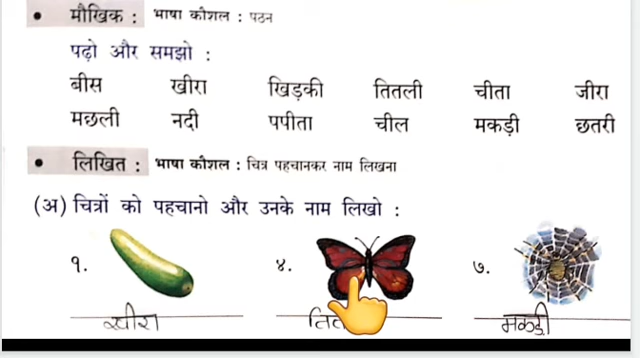 • मौखिक : भाषा कौशल : पठन
पढ़ो और समझो :
बीस खीरा खिड़की तितली चीता जीरा
मछली नदी पपीता चील मकड़ी छतरी
• लिखित : भाषा कौशल : चित्र पहचानकर नाम लिखना
(अ) चित्रों को पहचानो और उनके नाम लिखो :
१. ४. ७.
खीरा मकड़ी